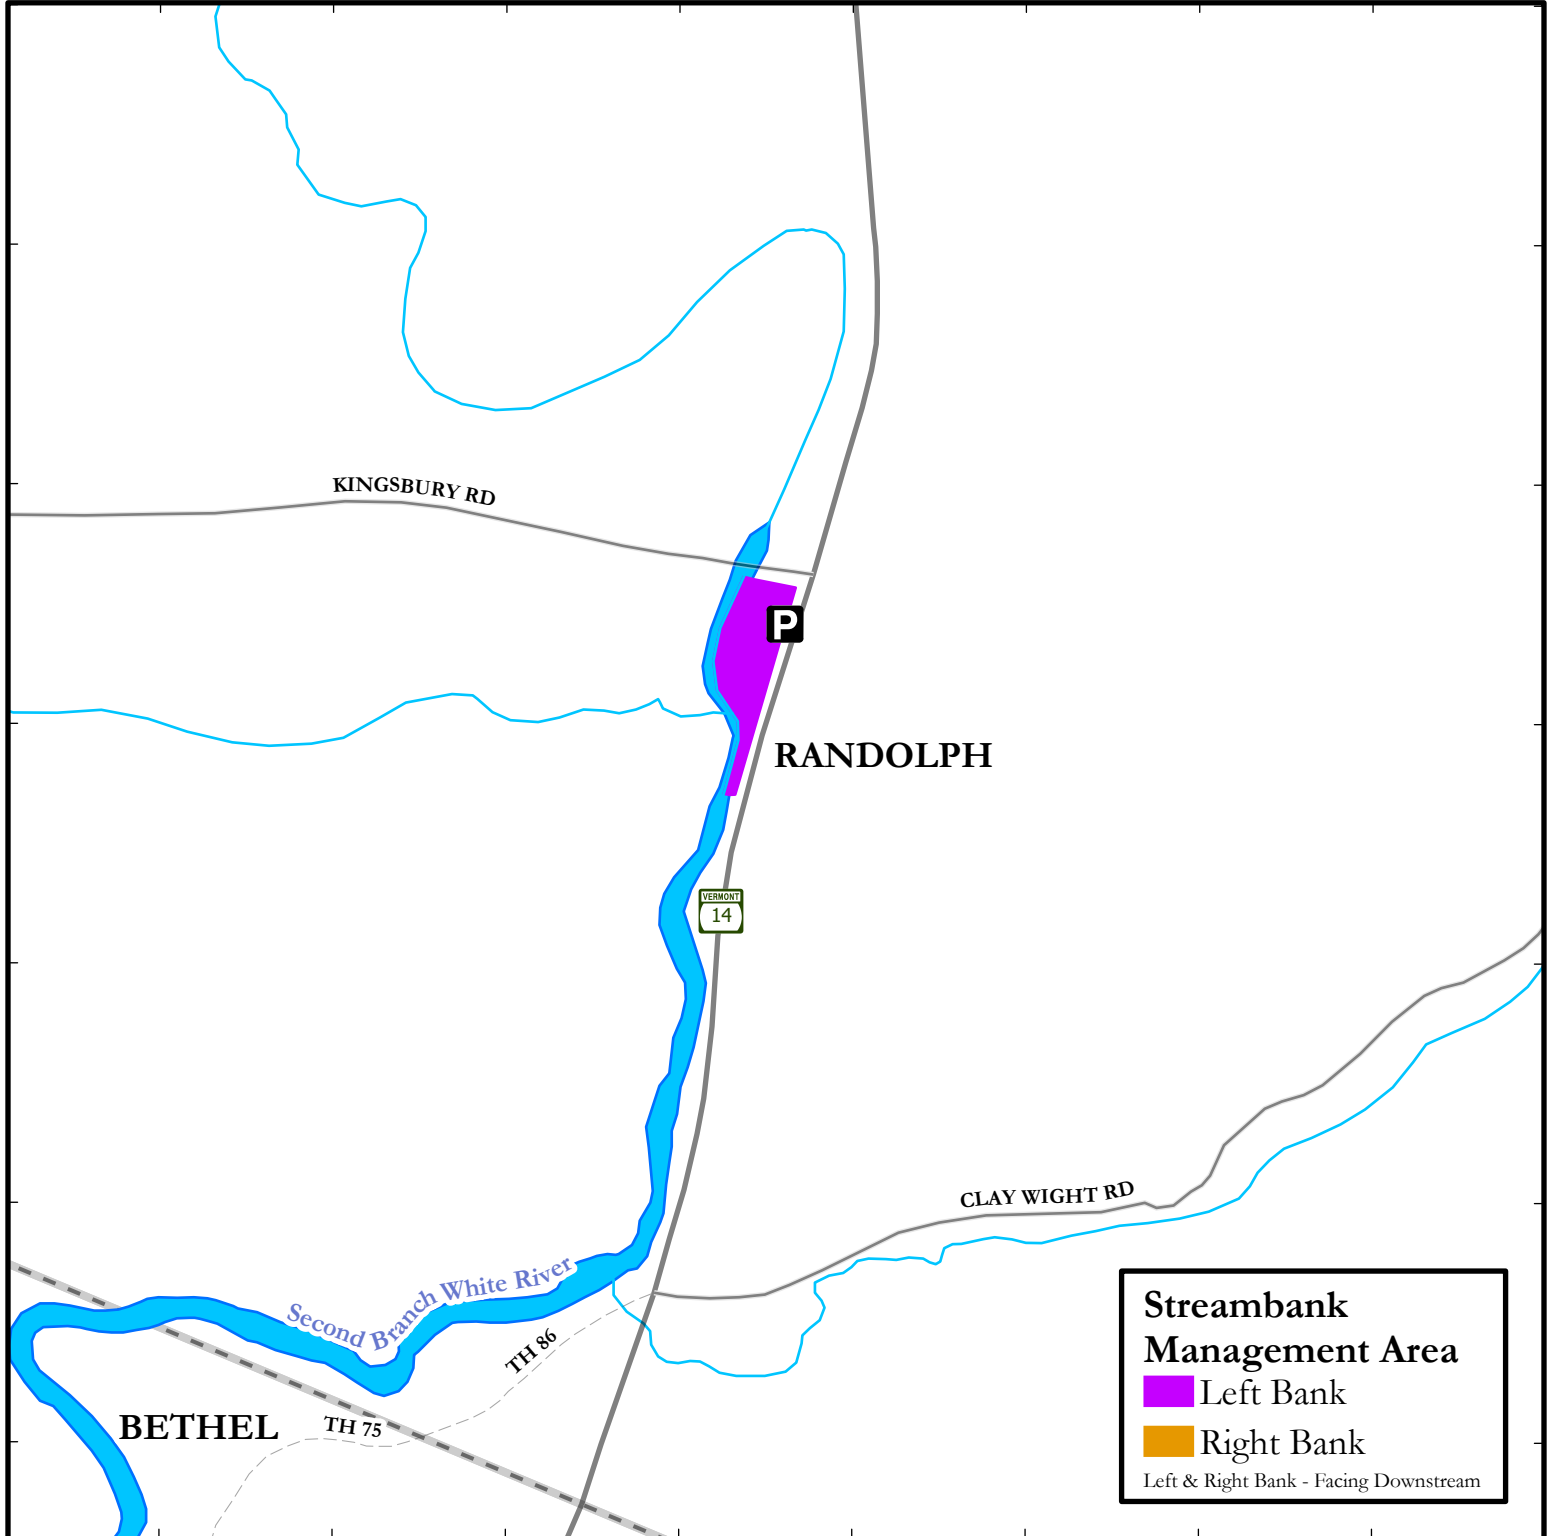 KINGSBURY RD
P
RANDOLPH
VERMONT
14
CLAY WIGHT RD
Second Branch White River
TH 86
TH 75
BETHEL
Streambank
Management Area
Left Bank
Right Bank
Left & Right Bank - Facing Downstream